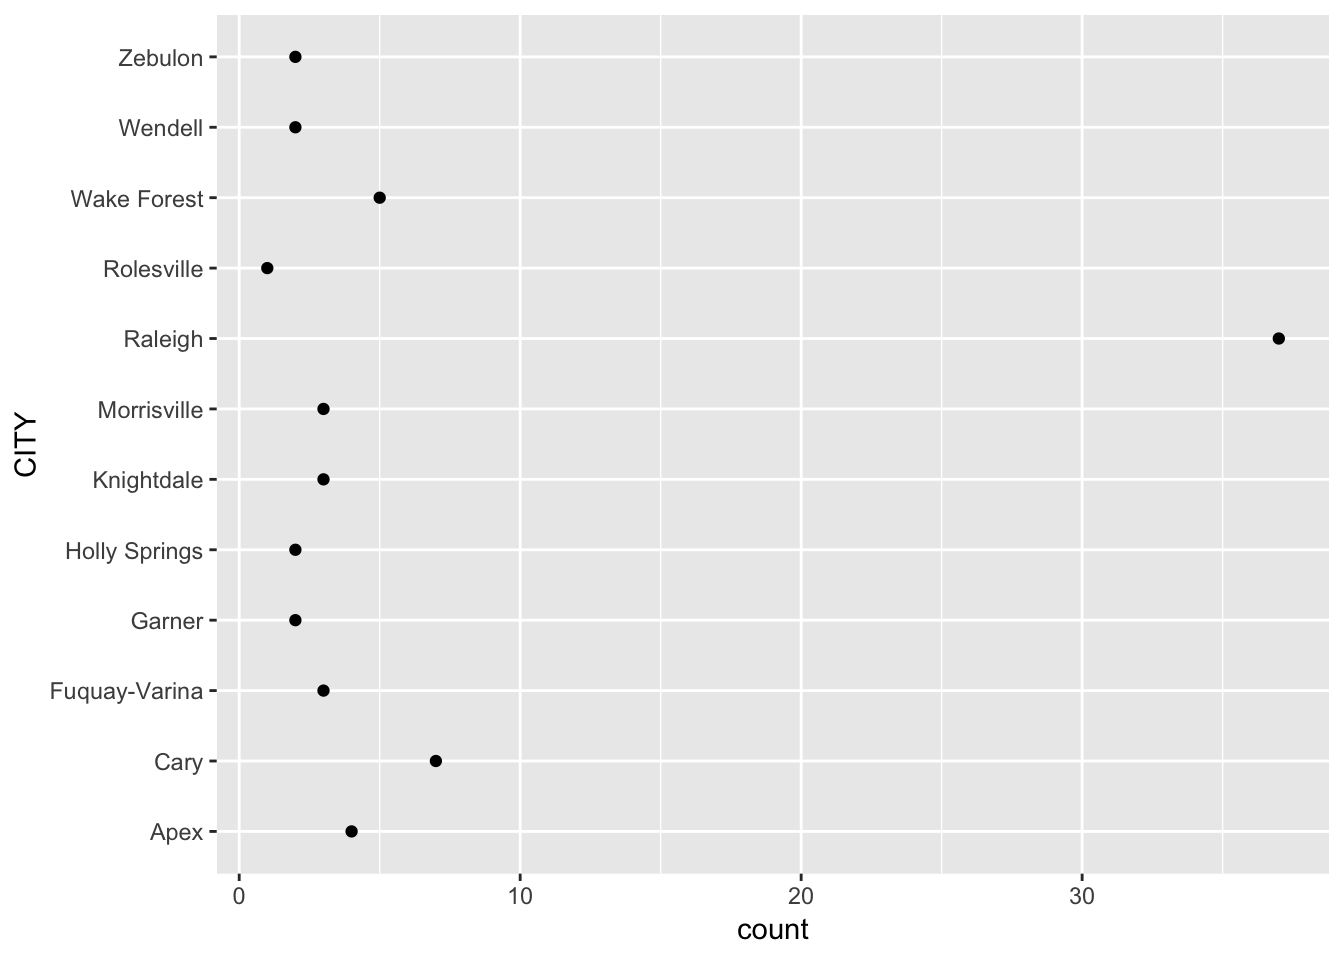 Zebulon
Wendell
Wake Forest
Rolesville
Raleigh
Morrisville
Knightdale
Holly Springs
Garner
Fuquay-Varina
Cary
Apex
CITY
0 10 20 30
count